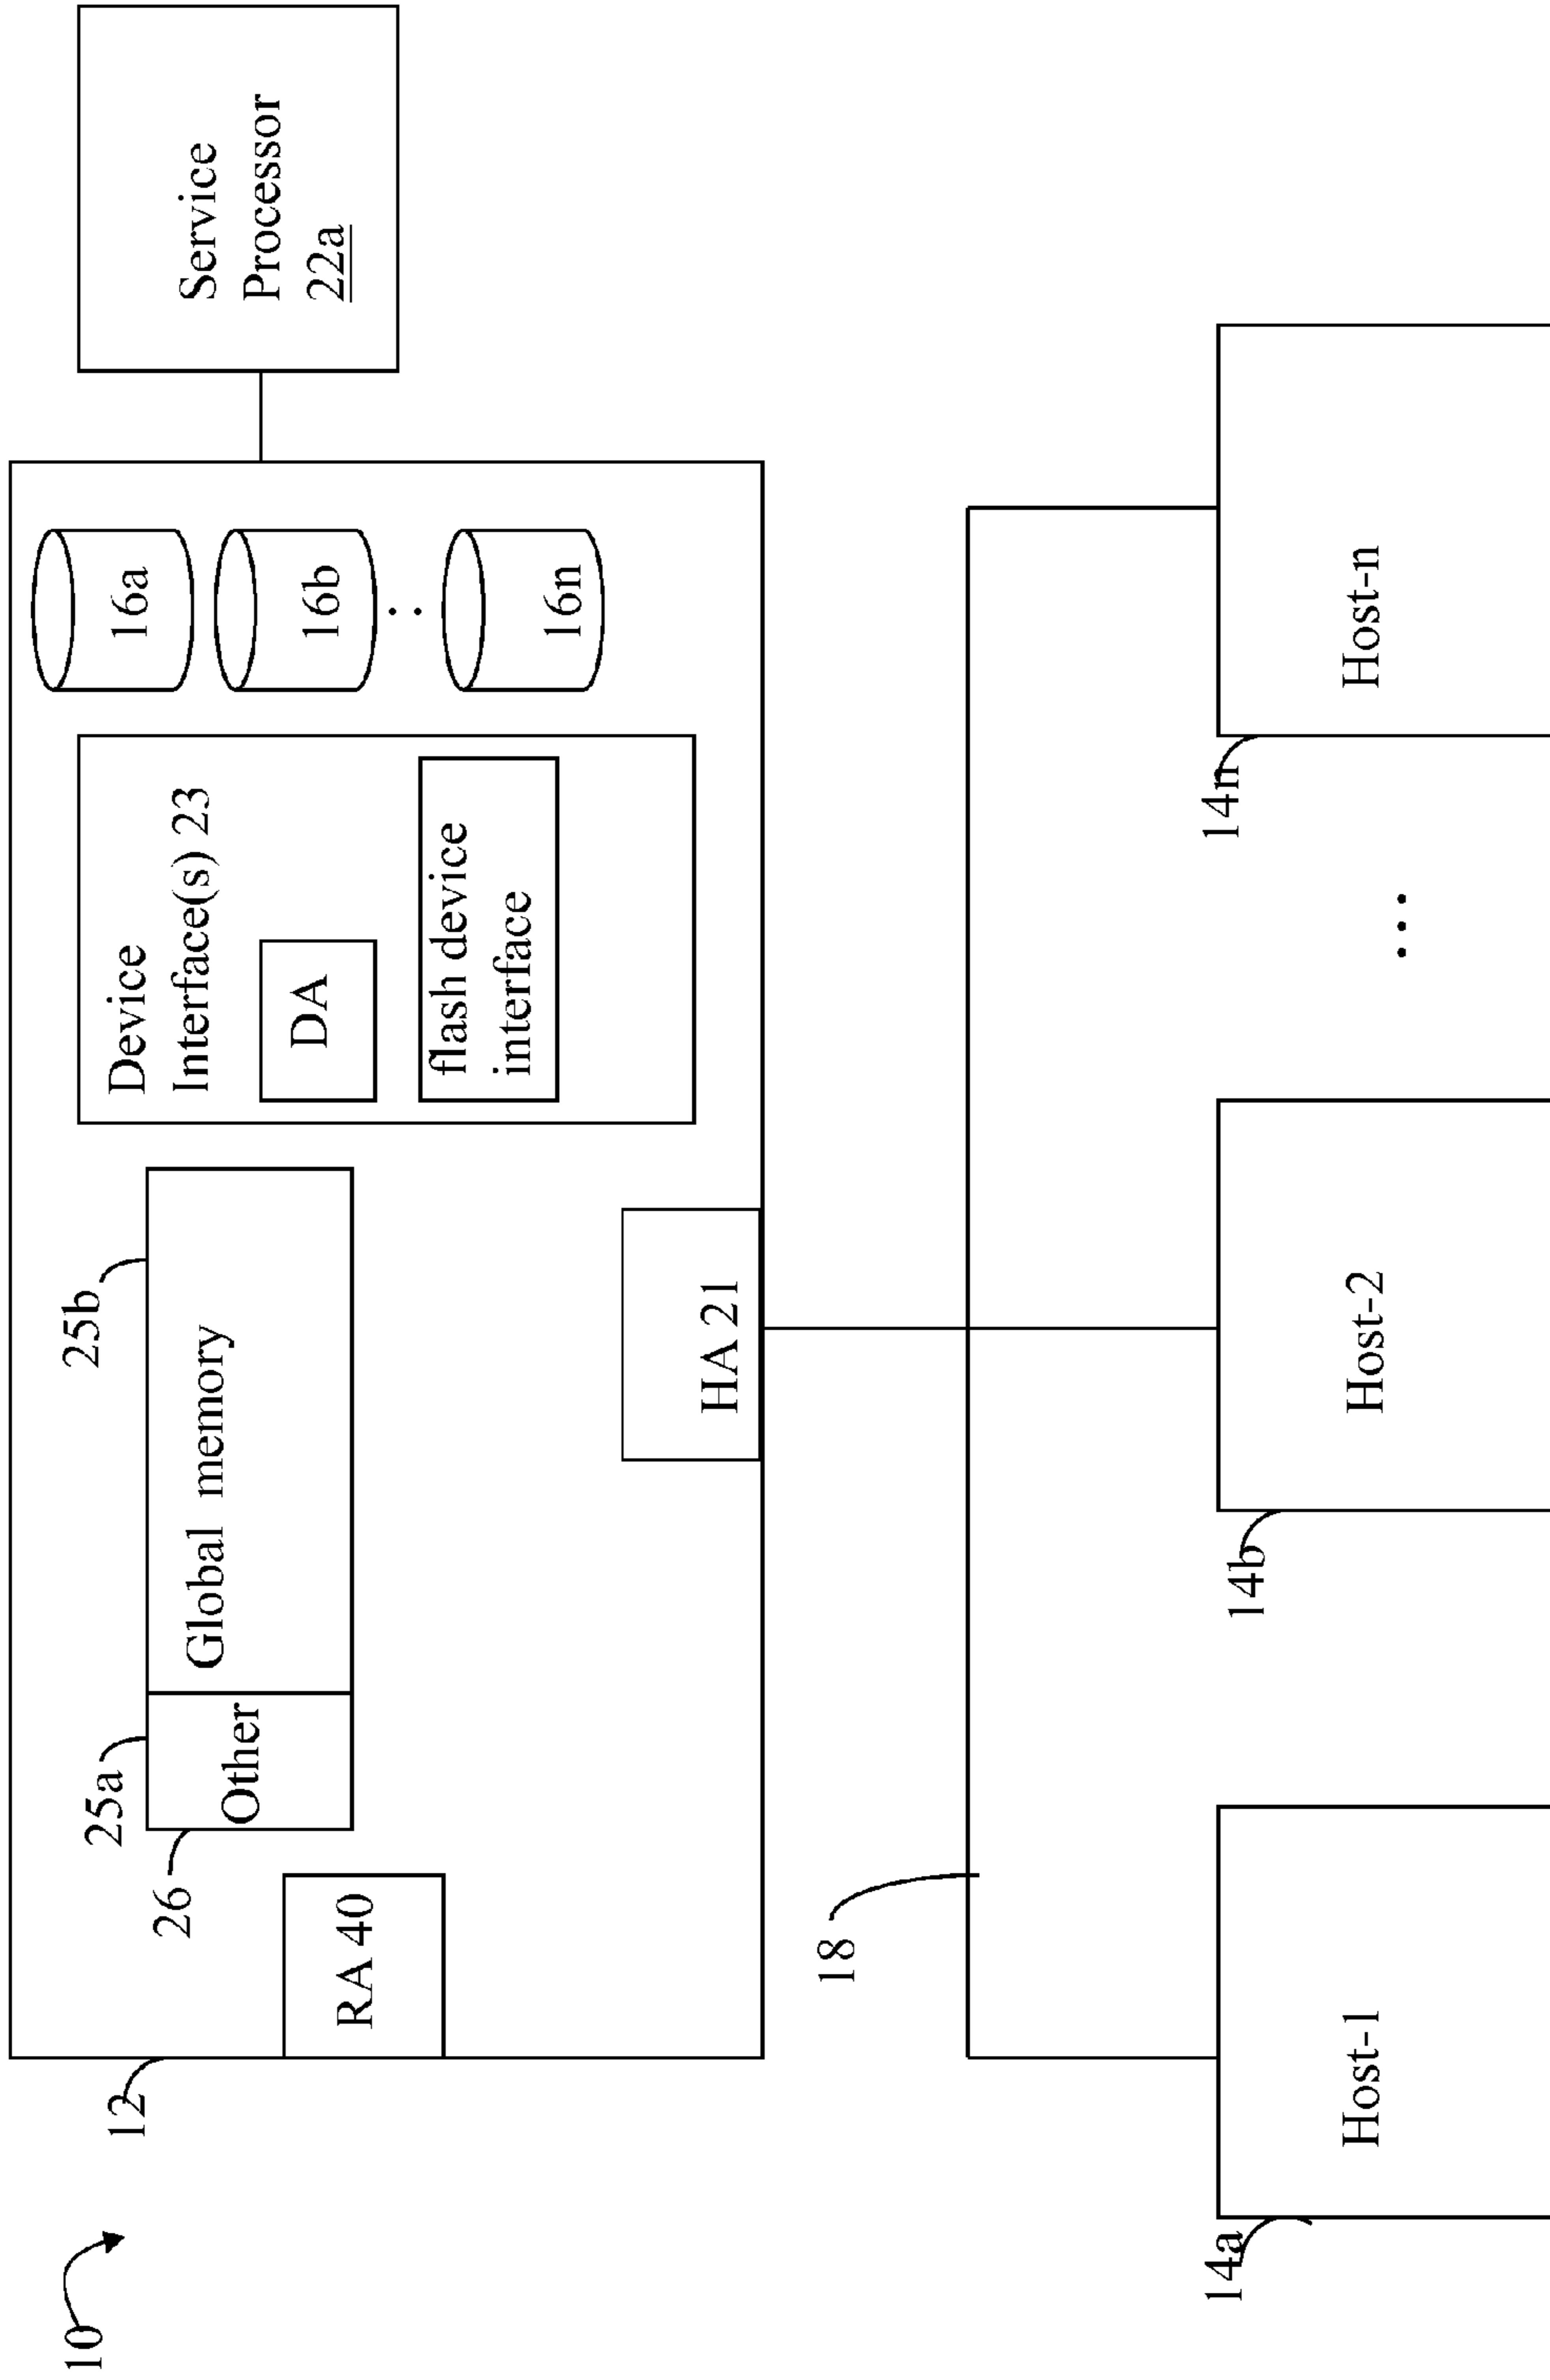 10
12
26
25a
25b
Other
Global memory
RA 40
HA 21
Device
Interface(s) 23
DA
flash device
interface
16a
16b
16n
Service
Processor
22a
18
14a
Host-1
14b
Host-2
14n
Host-n